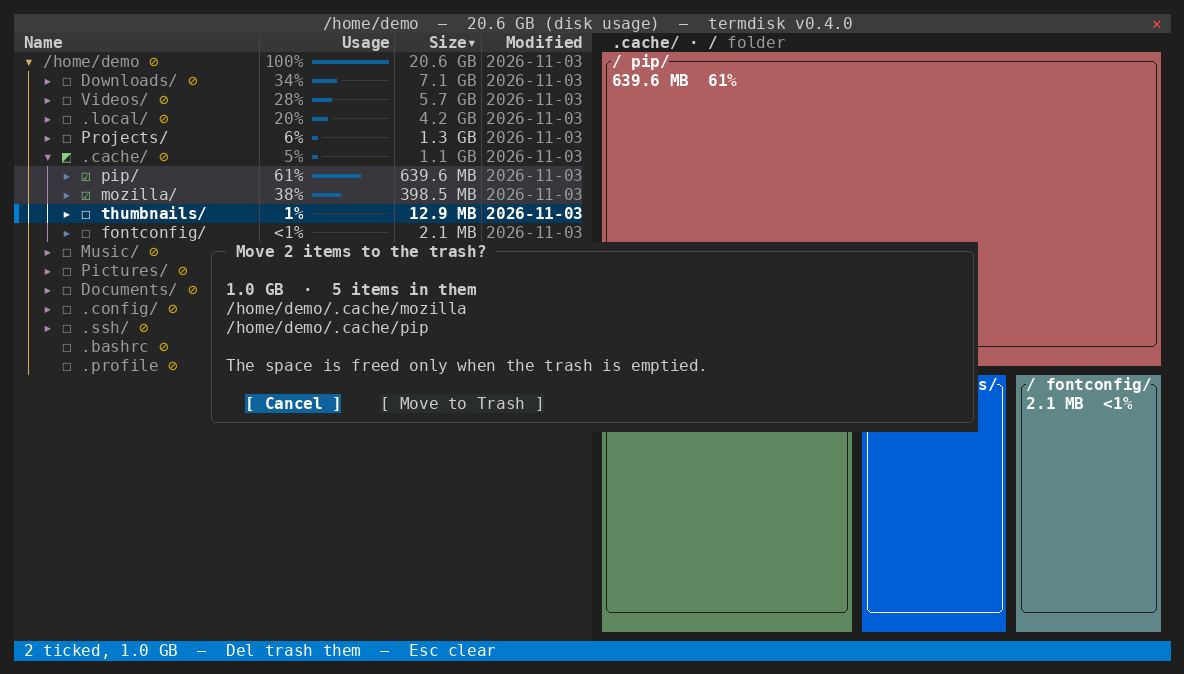 /home/demo — 20.6 GB (disk usage) — termdisk v0.4.0 ✕
Name Usage Size▾ Modified
▾ /home/demo ⊘ 100% 20.6 GB 2026-11-03
▸ □ Downloads/ ⊘ 34% 7.1 GB 2026-11-03
▸ □ Videos/ ⊘ 28% 5.7 GB 2026-11-03
▸ □ .local/ ⊘ 20% 4.2 GB 2026-11-03
▸ □ Projects/ 6% 1.3 GB 2026-11-03
▾ ◩ .cache/ ⊘ 5% 1.1 GB 2026-11-03
▸ ☑ pip/ 61% 639.6 MB 2026-11-03
▸ ☑ mozilla/ 38% 398.5 MB 2026-11-03
▸ □ thumbnails/ 1% 12.9 MB 2026-11-03
▸ □ fontconfig/ <1% 2.1 MB 2026-11-03
▸ □ Music/ ⊘
▸ □ Pictures/ ⊘
▸ □ Documents/ ⊘
▸ □ .config/ ⊘
▸ □ .ssh/ ⊘
□ .bashrc ⊘
□ .profile ⊘
.cache/ · / folder
/ pip/
639.6 MB 61%
Move 2 items to the trash?
1.0 GB · 5 items in them
/home/demo/.cache/mozilla
/home/demo/.cache/pip
The space is freed only when the trash is emptied.
[ Cancel ] [ Move to Trash ]
s/
/ fontconfig/
2.1 MB <1%
2 ticked, 1.0 GB — Del trash them — Esc clear